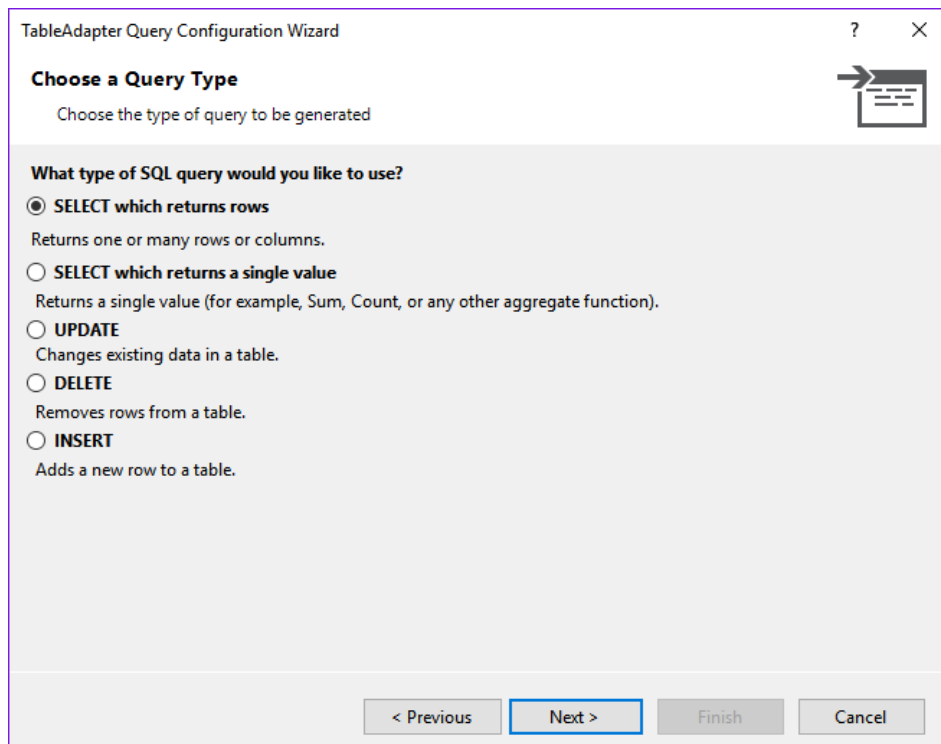 TableAdapter Query Configuration Wizard
?
Choose a Query Type
Choose the type of query to be generated
What type of SQL query would you like to use?
SELECT which returns rows
Returns one or many rows or columns.
SELECT which returns a single value
Returns a single value (for example, Sum, Count, or any other aggregate function).
UPDATE
Changes existing data in a table.
DELETE
Removes rows from a table.
INSERT
Adds a new row to a table.
< Previous Next > Finish Cancel